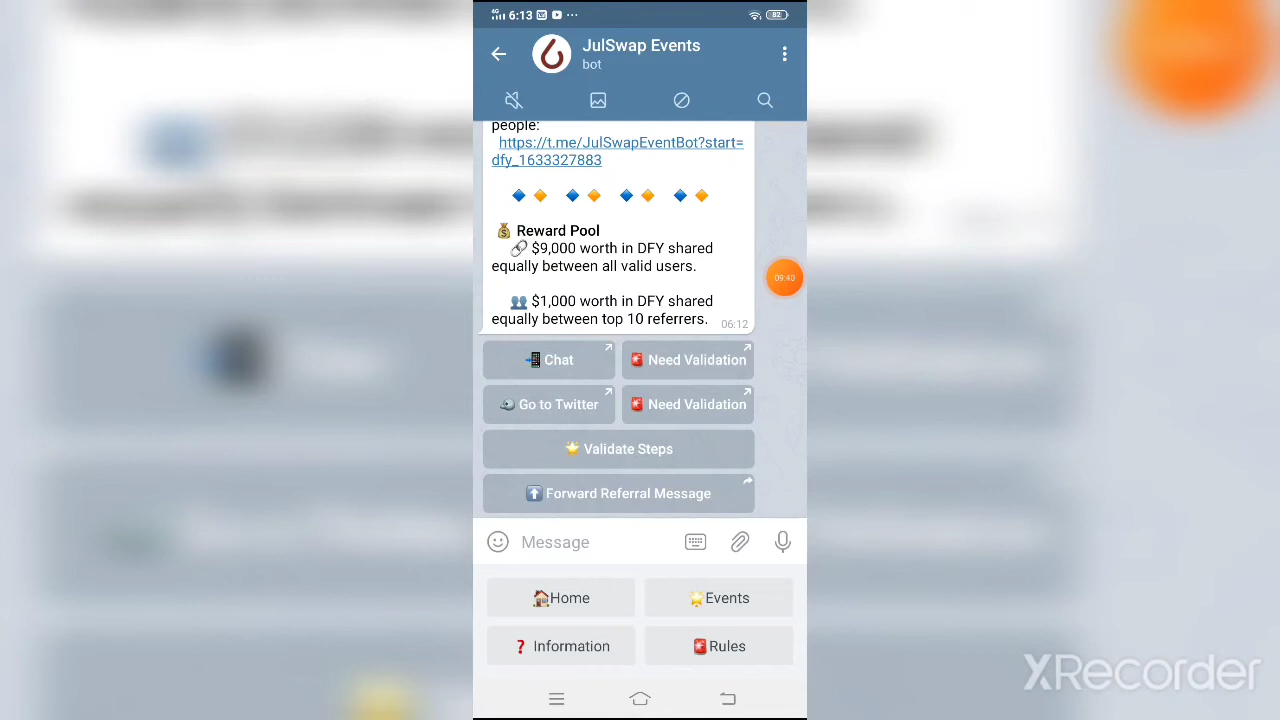 4G 6:13 82
JulSwap Events
bot
people:
https://t.me/JulSwapEventBot?start=
dfy_1633327883
Reward Pool
$9,000 worth in DFY shared
equally between all valid users.
$1,000 worth in DFY shared
equally between top 10 referrers.
06:12
09:40
Chat
Need Validation
Go to Twitter
Need Validation
Validate Steps
Forward Referral Message
Message
Home
Events
Information
Rules
XRecorder